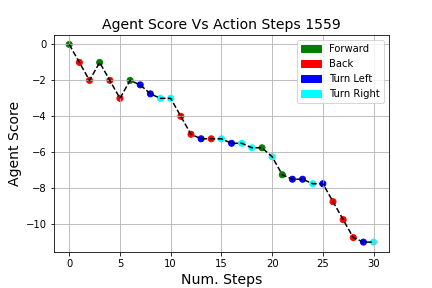 Agent Score Vs Action Steps 1559
0
−2
−4
−6
−8
−10
Agent Score
Forward
Back
Turn Left
Turn Right
0 5 10 15 20 25 30
Num. Steps